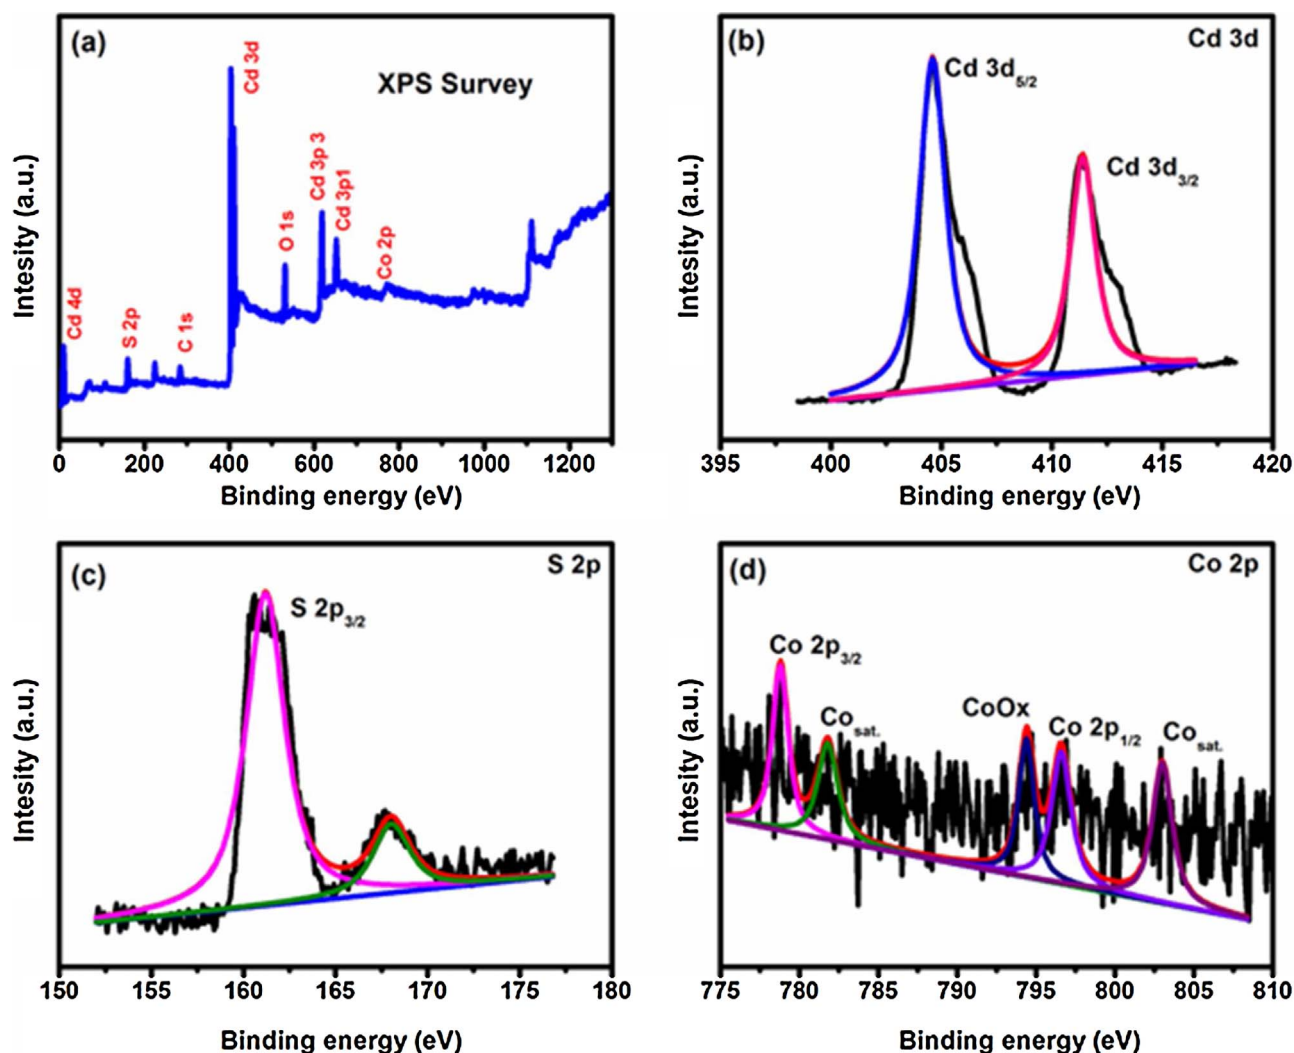 (a)
XPS Survey
Cd 4d
S 2p
C 1s
Cd 3d
O 1s
Cd 3p 3
Cd 3p1
Co 2p
Intesity (a.u.)
0 200 400 600 800 1000 1200
Binding energy (eV)
(b)
Cd 3d
Cd 3d5/2
Cd 3d3/2
Intesity (a.u.)
395 400 405 410 415 420
Binding energy (eV)
(c)
S 2p
S 2p3/2
Intesity (a.u.)
150 155 160 165 170 175 180
Binding energy (eV)
(d)
Co 2p
Co 2p3/2
Cosat.
CoOx
Co 2p1/2
Cosat.
Intesity (a.u.)
775 780 785 790 795 800 805 810
Binding energy (eV)